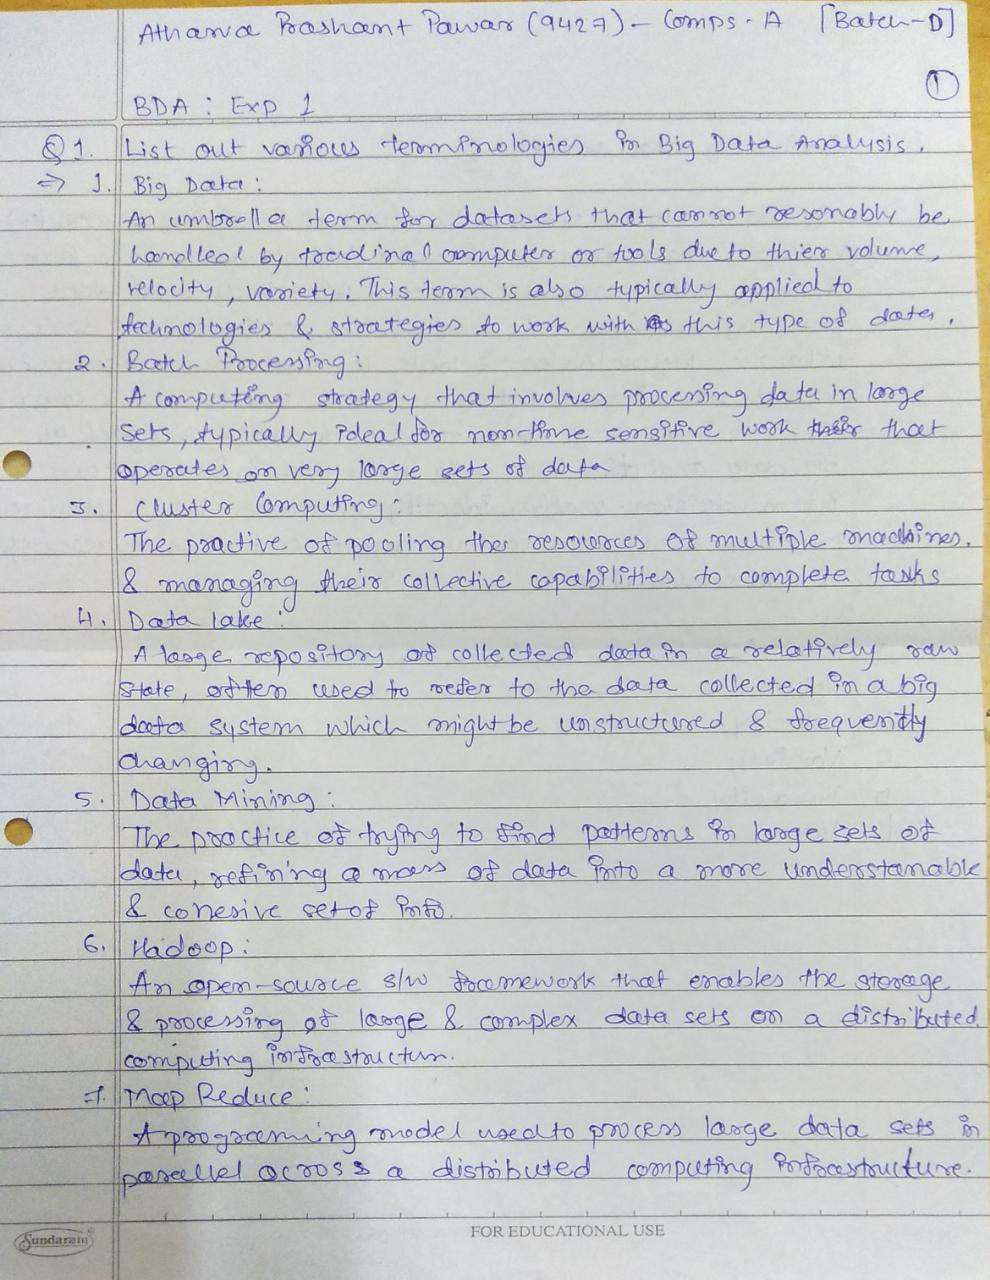 Atharva Prashant Pawar (9427) - Comps - A [Batch-D]
1
BDA : Exp 1
Q1. List out various terminologies in Big Data Analysis.
=> 1. Big Data :
An umbrella term for datasets that cannot resonably be
handled by tradinal computer or tools due to thier volume,
velocity, variety. This term is also typically applied to
technologies & strategies to work with this type of data.
2. Batch Processing :
A computing strategy that involves processing data in large
sets, typically ideal for non-time sensitive work that
operates on very large sets of data
3. Cluster Computing :
The practive of pooling the resources of multiple machines.
& managing their collective capabilities to complete tasks
4. Data lake :
A large repository of collected data in a relatively raw
state, often used to refer to the data collected in a big
data system which might be unstructured & frequently
changing.
5. Data Mining :
The practice of trying to find patterns in large sets of
data, refining a mass of data into a more understanable
& cohesive set of info.
6. Hadoop :
An open-source s/w framework that enables the storage
& processing of large & complex data sets on a distributed
computing infrastructur.
7. Map Reduce :
A programming model used to process large data sets in
parallel across a distributed computing infrastructure.
Sundaram FOR EDUCATIONAL USE